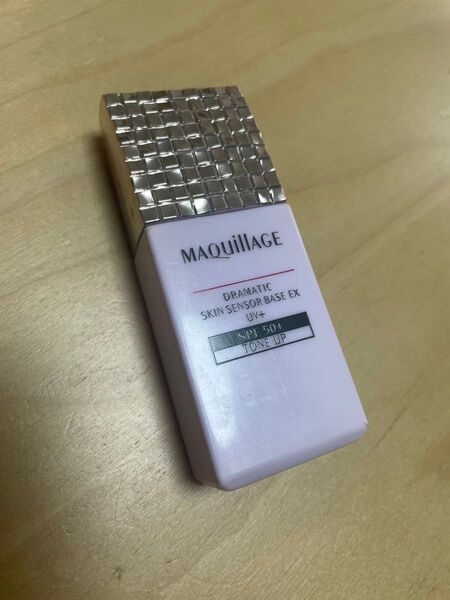 MAQuillAGE
DRAMATIC
SKIN SENSOR BASE EX
UV+
SPF 50+
TONE UP